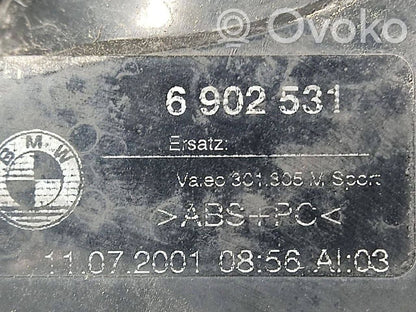 Ovoko
6 902 531
Ersatz:
BMW
Valeo 301.305 M Sport
>ABS+PC<
11.07.2001 08:56 AI:03